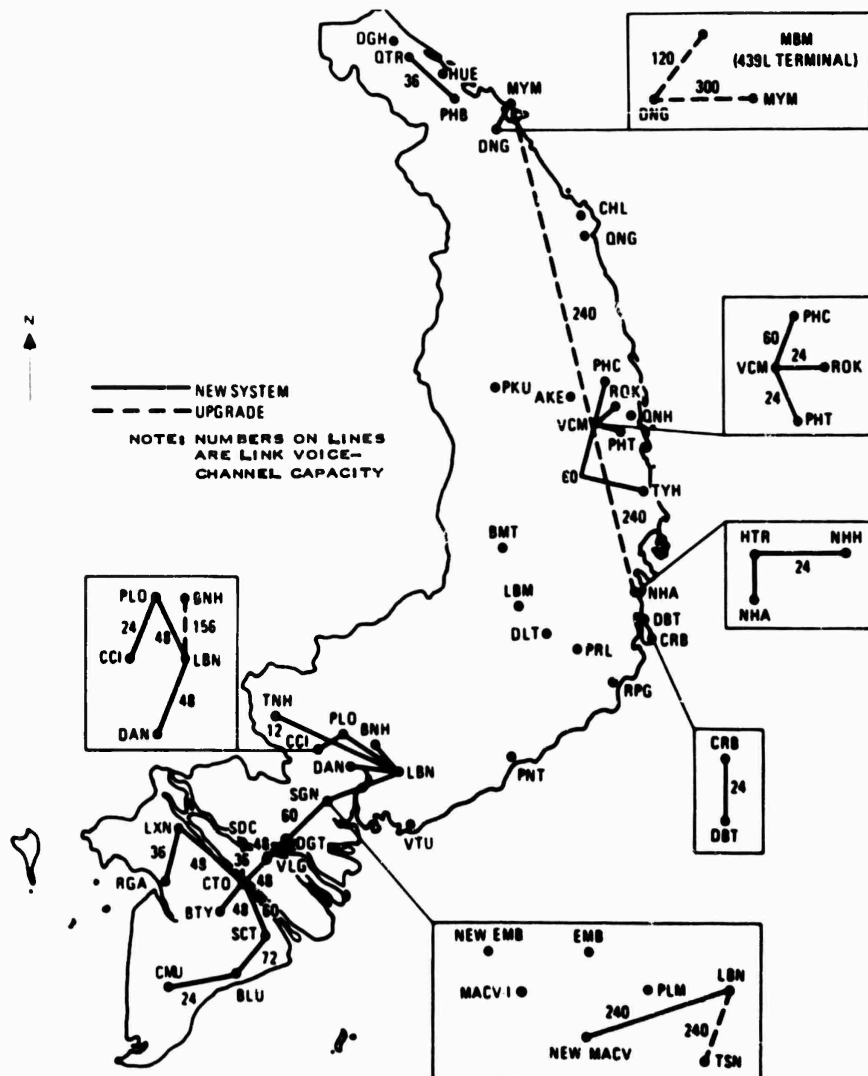 DGH
QTR
HUE
36
PHB
MYM
DNG
MBM
(439L TERMINAL)
120
300
DNG
MYM
CHL
QNG
240
N
NEW SYSTEM
UPGRADE
NOTE: NUMBERS ON LINES
ARE LINK VOICE-
CHANNEL CAPACITY
PKU
AKE
PHC
ROK
QNH
VCM
PHT
60
TYH
240
PHC
60
VCM
24
ROK
24
PHT
BMT
LBM
DLT
PRL
NHA
DBT
CRB
RPG
HTR
NHH
24
NHA
PLO
BNH
24
48
156
CCI
LBN
48
DAN
TNH
12
PLO
CCI
BNH
DAN
LBN
PNT
SGN
VTU
CRB
24
DBT
60
LXN
SDC
48
DGT
36
VLG
36
48
RGA
CTO
48
BTY
48
60
SCT
72
CMU
24
BLU
NEW EMB
EMB
LBN
MACV I
PLM
240
240
NEW MACV
TSN